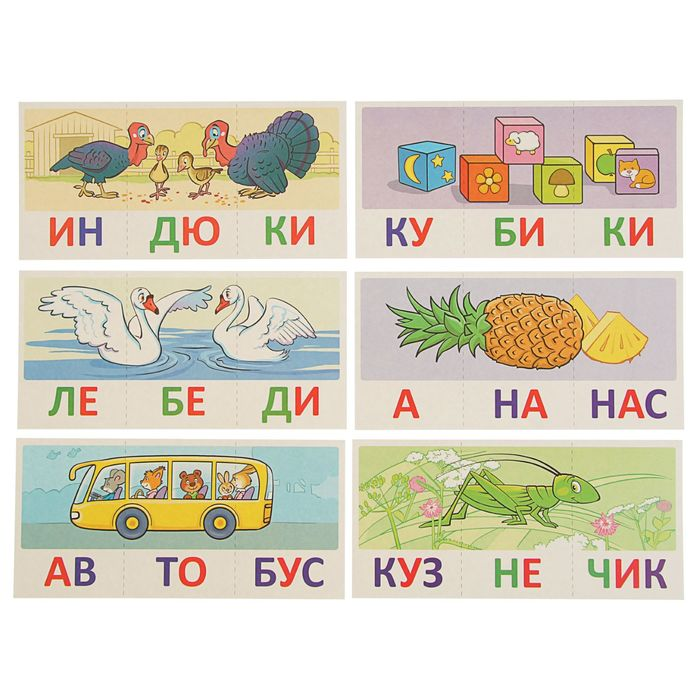 ИН ДЮ КИ
КУ БИ КИ
ЛЕ БЕ ДИ
А НА НАС
АВ ТО БУС
КУЗ НЕ ЧИК